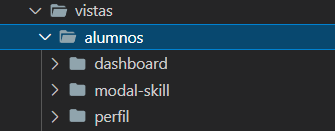 vistas
alumnos
dashboard
modal-skill
perfil